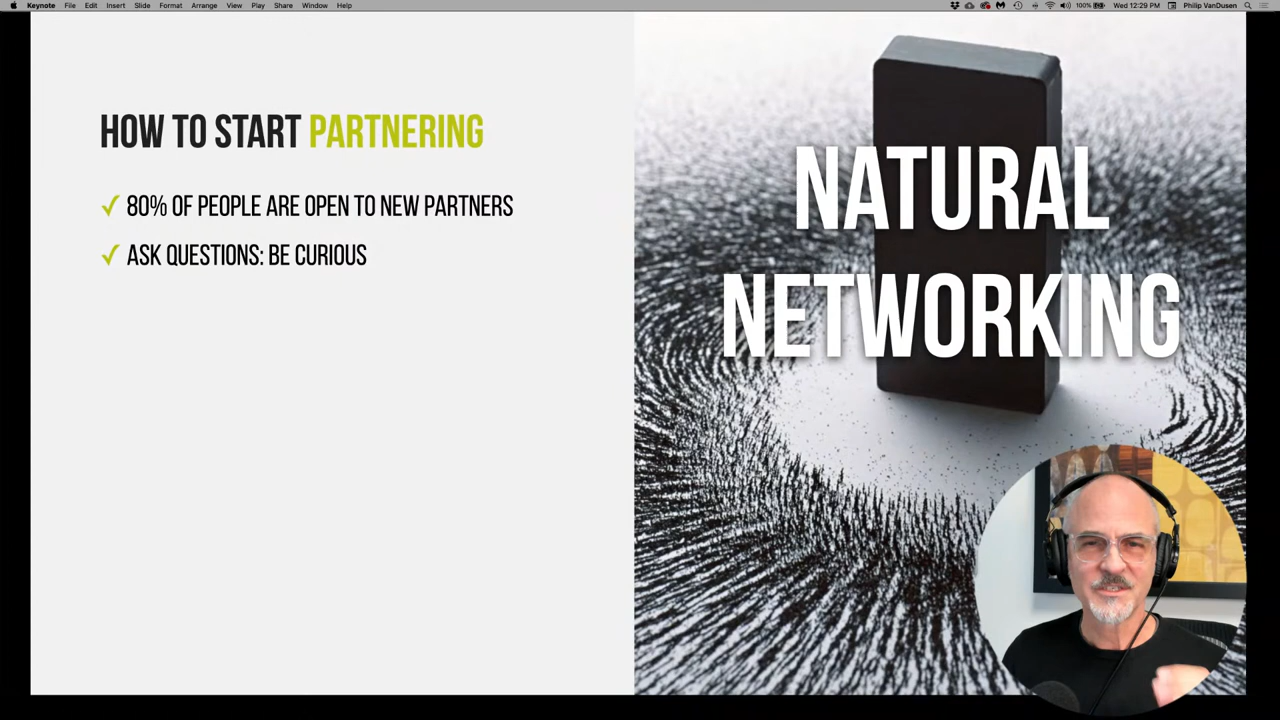 Keynote File Edit Insert Slide Format Arrange View Play Share Window Help
100% Wed 12:29 PM Philip VanDusen
HOW TO START PARTNERING
✓ 80% OF PEOPLE ARE OPEN TO NEW PARTNERS
✓ ASK QUESTIONS: BE CURIOUS
NATURAL
NETWORKING